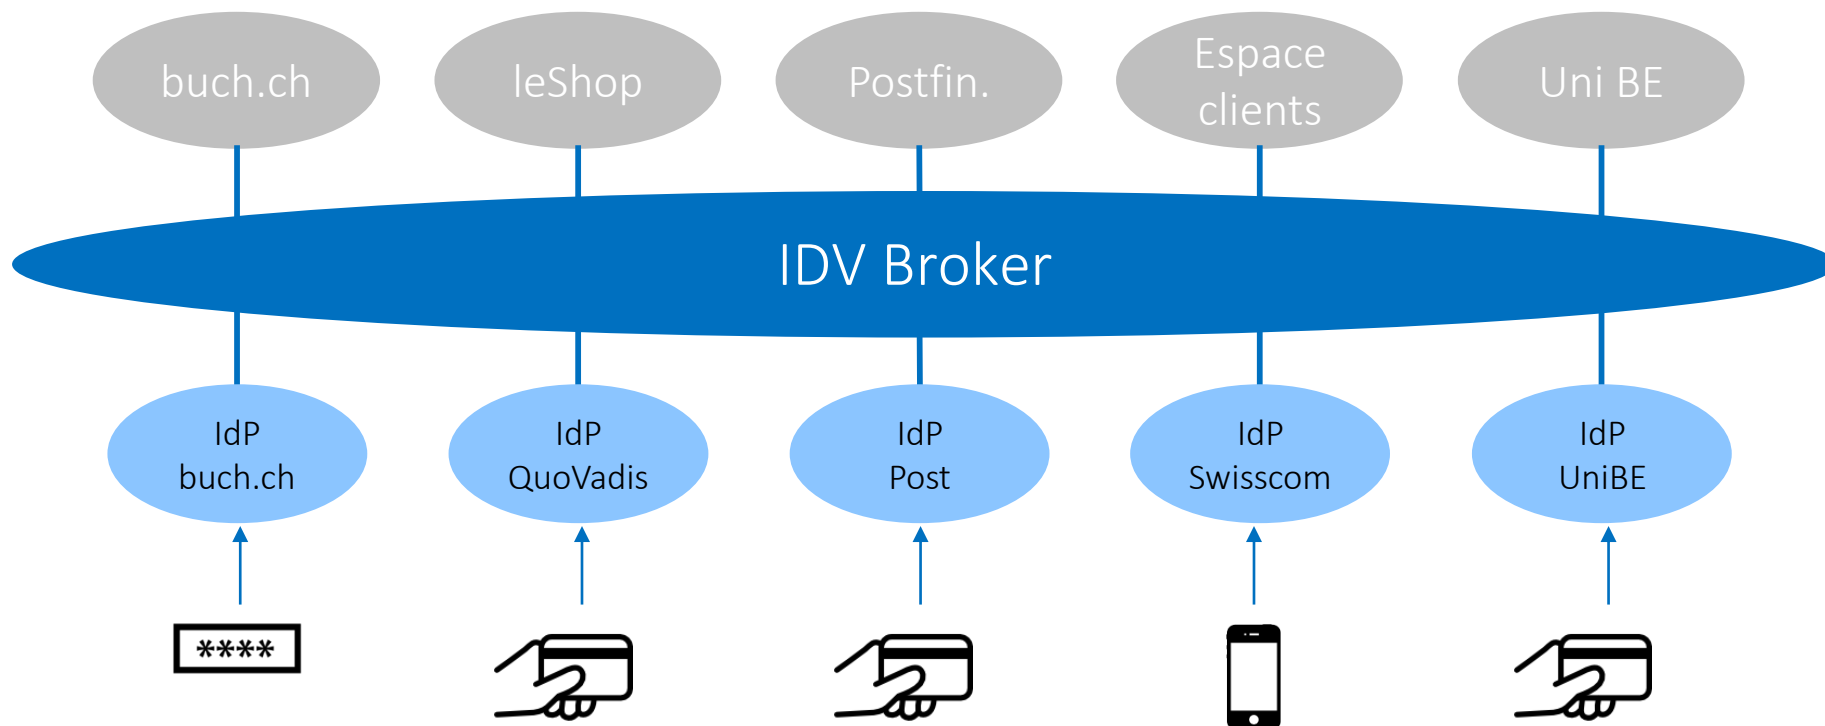 buch.ch
leShop
Postfin.
Espace
clients
Uni BE
IDV Broker
IdP
buch.ch
IdP
QuoVadis
IdP
Post
IdP
Swisscom
IdP
UniBE
****